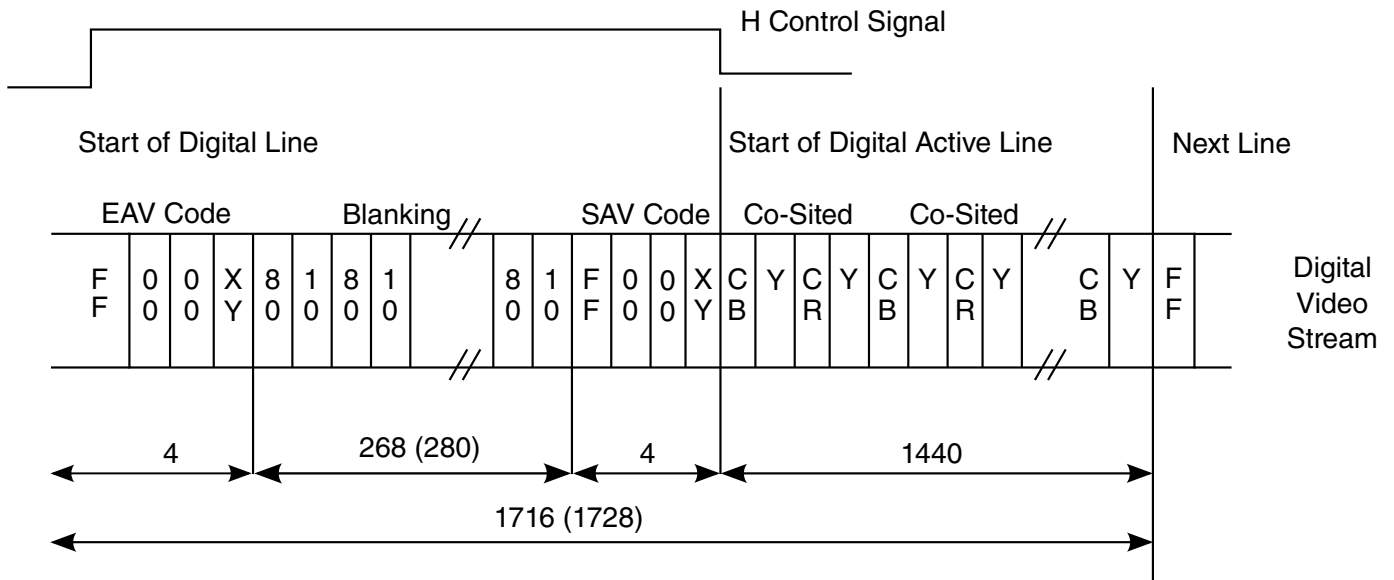 H Control Signal
Start of Digital Line
Start of Digital Active Line
Next Line
EAV Code
Blanking
SAV Code
Co-Sited
Co-Sited
F 0 0 X 8 1 8 1 8 1 F 0 0 X C Y C Y C Y C Y C Y F
F 0 0 Y 0 0 0 0 0 0 F 0 0 Y B R B R B F
Digital
Video
Stream
4
268 (280)
4
1440
1716 (1728)